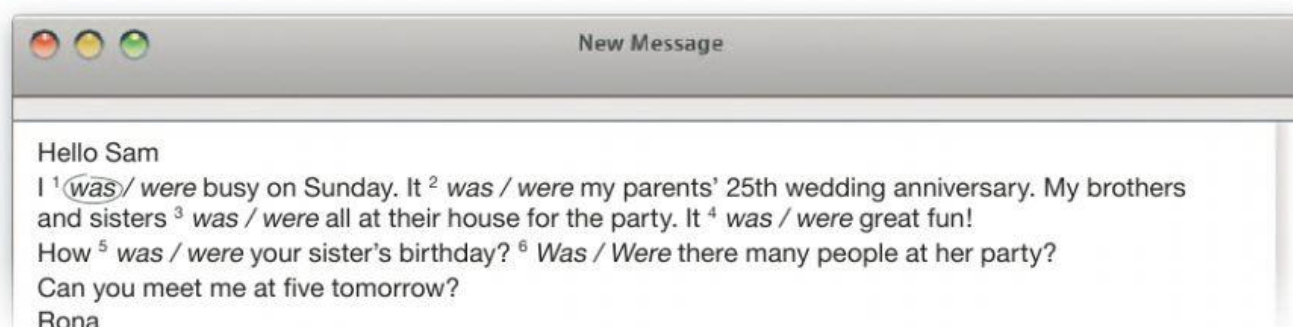 New Message
Hello Sam
I ¹ was / were busy on Sunday. It ² was / were my parents’ 25th wedding anniversary. My brothers
and sisters ³ was / were all at their house for the party. It ⁴ was / were great fun!
How ⁵ was / were your sister’s birthday? ⁶ Was / Were there many people at her party?
Can you meet me at five tomorrow?
Rona